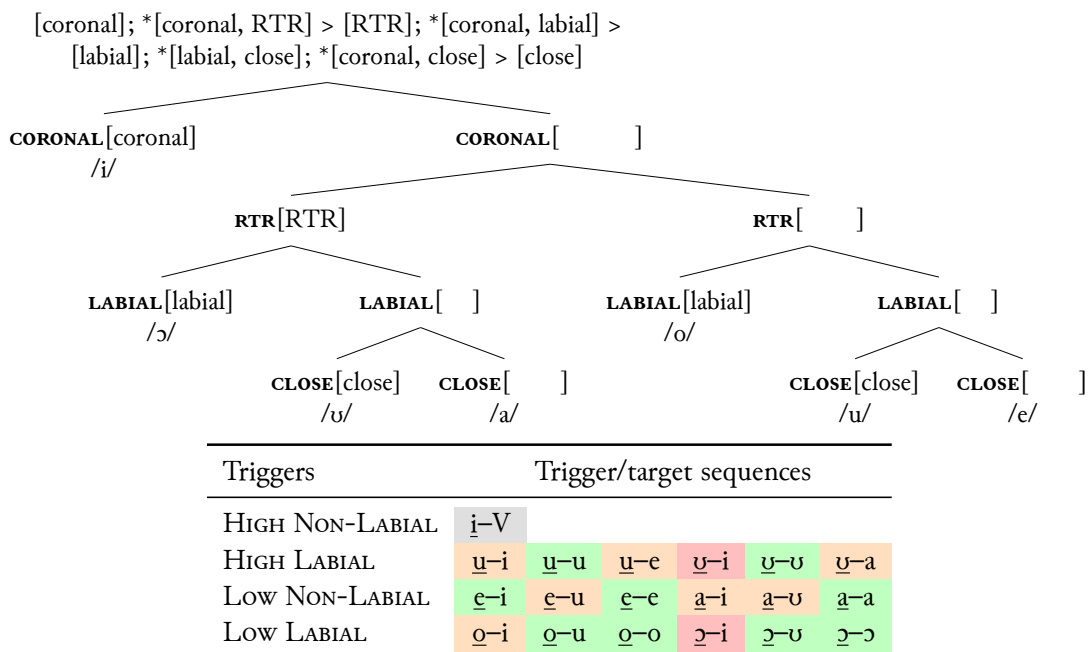 [coronal]; *[coronal, RTR] > [RTR]; *[coronal, labial] >
[labial]; *[labial, close]; *[coronal, close] > [close]
CORONAL[coronal] CORONAL[ ]
/i/
RTR[RTR] RTR[ ]
LABIAL[labial] LABIAL[ ] LABIAL[labial] LABIAL[ ]
/ɔ/ /o/
CLOSE[close] CLOSE[ ] CLOSE[close] CLOSE[ ]
/ʊ/ /a/ /u/ /e/
Triggers Trigger/target sequences
HIGH NON-LABIAL i–V
HIGH LABIAL u–i u–u u–e ʊ–i ʊ–ʊ ʊ–a
LOW NON-LABIAL e–i e–u e–e a–i a–ʊ a–a
LOW LABIAL o–i o–u o–o ɔ–i ɔ–ʊ ɔ–ɔ